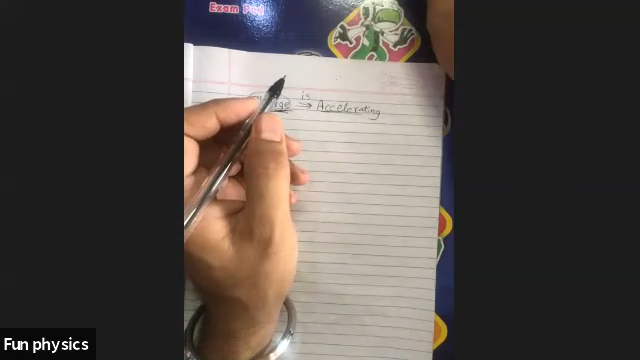 Exam Pad
is
→ Accelerating
Fun physics